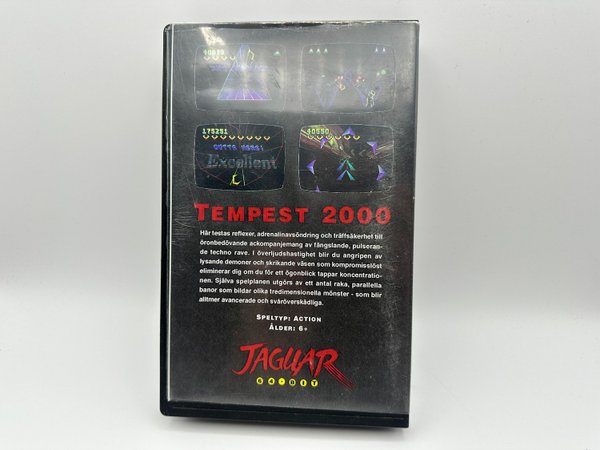 175251
40550
Excellent
TEMPEST 2000
Här testas reflexer, adrenalinavsöndring och träffsäkerhet till
öronbedövande ackompanjemang av fängslande, pulseran-
de techno rave. I överljudshastighet blir du angripen av
lysande demoner och skrikande väsen som kompromisslöst
eliminerar dig om du för ett ögonblick tappar koncentratio-
nen. Själva spelplanen utgörs av ett antal raka, parallella
banor som bildar olika tredimensionella mönster - som blir
alltmer avancerade och svåröverskådliga.
SPELTYP: ACTION
ÅLDER: 6+
JAGUAR
64-BIT